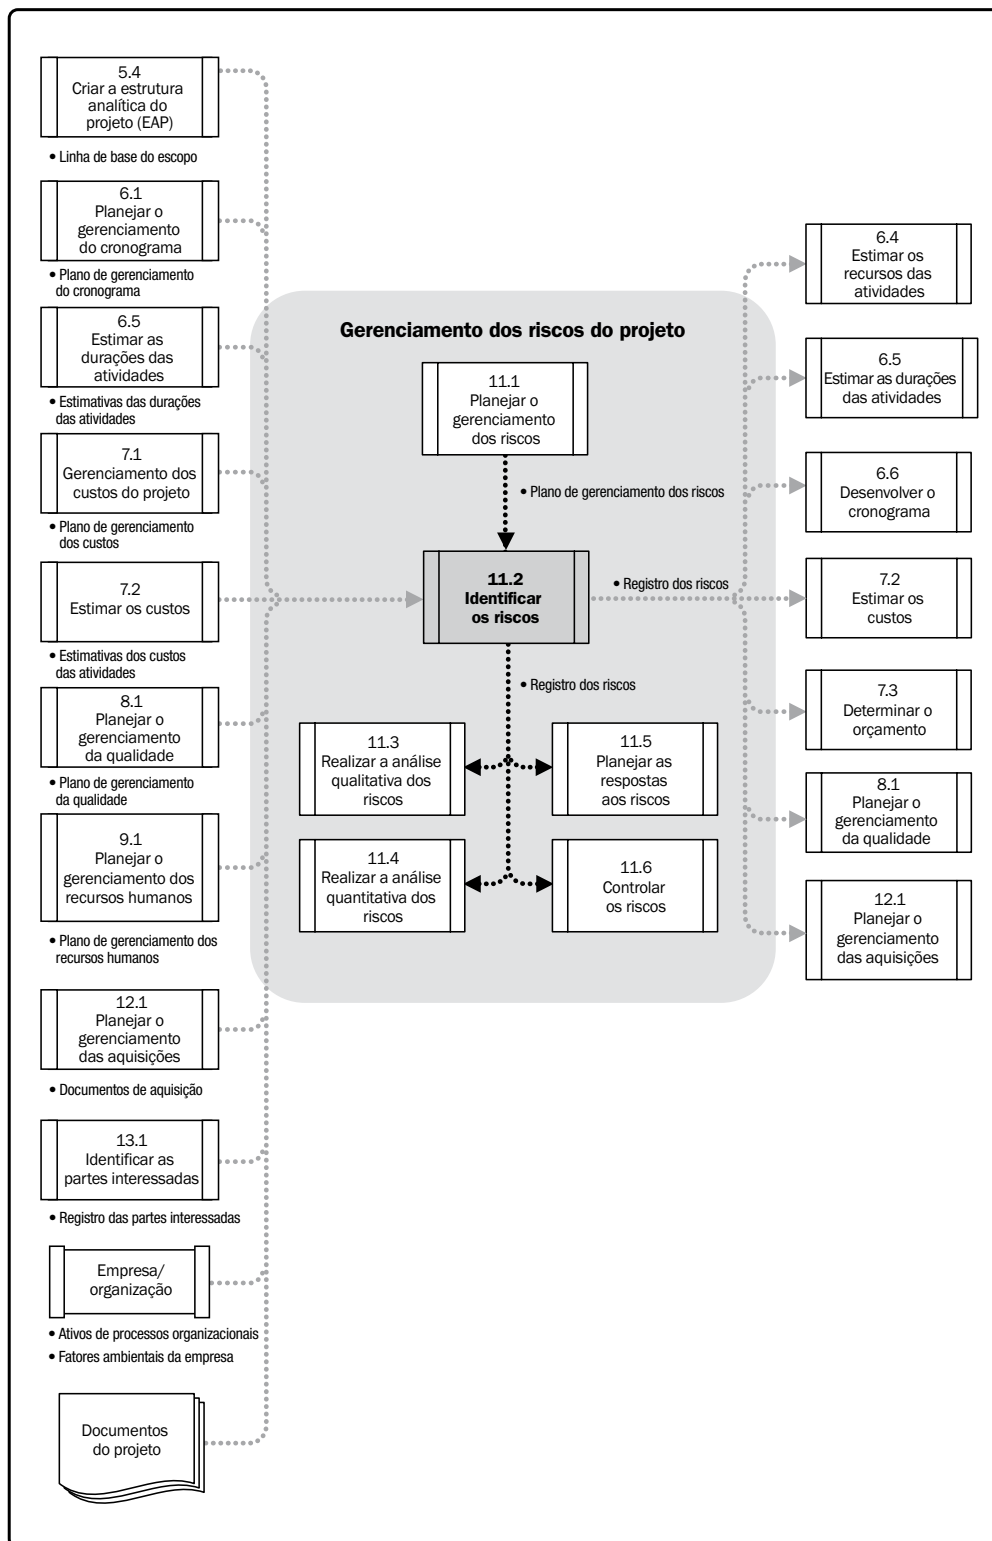 5.4
Criar a estrutura
analítica do
projeto (EAP)
• Linha de base do escopo
6.1
Planejar o
gerenciamento
do cronograma
• Plano de gerenciamento
do cronograma
6.5
Estimar as
durações das
atividades
• Estimativas das durações
das atividades
7.1
Gerenciamento dos
custos do projeto
• Plano de gerenciamento
dos custos
7.2
Estimar os custos
• Estimativas dos custos
das atividades
8.1
Planejar o
gerenciamento
da qualidade
• Plano de gerenciamento
da qualidade
9.1
Planejar o
gerenciamento dos
recursos humanos
• Plano de gerenciamento dos
recursos humanos
12.1
Planejar o
gerenciamento
das aquisições
• Documentos de aquisição
13.1
Identificar as
partes interessadas
• Registro das partes interessadas
Empresa/
organização
• Ativos de processos organizacionais
• Fatores ambientais da empresa
Documentos
do projeto
Gerenciamento dos riscos do projeto
11.1
Planejar o
gerenciamento
dos riscos
• Plano de gerenciamento dos riscos
11.2
Identificar
os riscos
• Registro dos riscos
• Registro dos riscos
11.3
Realizar a análise
qualitativa dos
riscos
11.5
Planejar as
respostas
aos riscos
11.4
Realizar a análise
quantitativa dos
riscos
11.6
Controlar
os riscos
6.4
Estimar os
recursos das
atividades
6.5
Estimar as durações
das atividades
6.6
Desenvolver o
cronograma
7.2
Estimar os
custos
7.3
Determinar o
orçamento
8.1
Planejar o
gerenciamento
da qualidade
12.1
Planejar o
gerenciamento
das aquisições